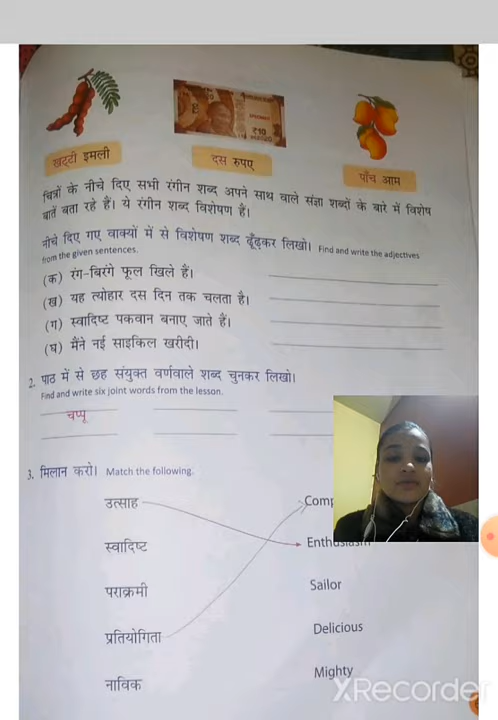 खट्टी इमली
दस रुपए
पाँच आम
चित्रों के नीचे दिए सभी रंगीन शब्द अपने साथ वाले संज्ञा शब्दों के बारे में विशेष
बातें बता रहे हैं। ये रंगीन शब्द विशेषण हैं।
नीचे दिए गए वाक्यों में से विशेषण शब्द ढूँढ़कर लिखो। Find and write the adjectives
from the given sentences.
(क) रंग-बिरंगे फूल खिले हैं।
(ख) यह त्योहार दस दिन तक चलता है।
(ग) स्वादिष्ट पकवान बनाए जाते हैं।
(घ) मैंने नई साइकिल खरीदी।
2. पाठ में से छह संयुक्त वर्णवाले शब्द चुनकर लिखो।
Find and write six joint words from the lesson.
चप्पू
3. मिलान करो। Match the following.
उत्साह Comp
स्वादिष्ट Enthusiasm
पराक्रमी Sailor
प्रतियोगिता Delicious
नाविक Mighty
XRecorder